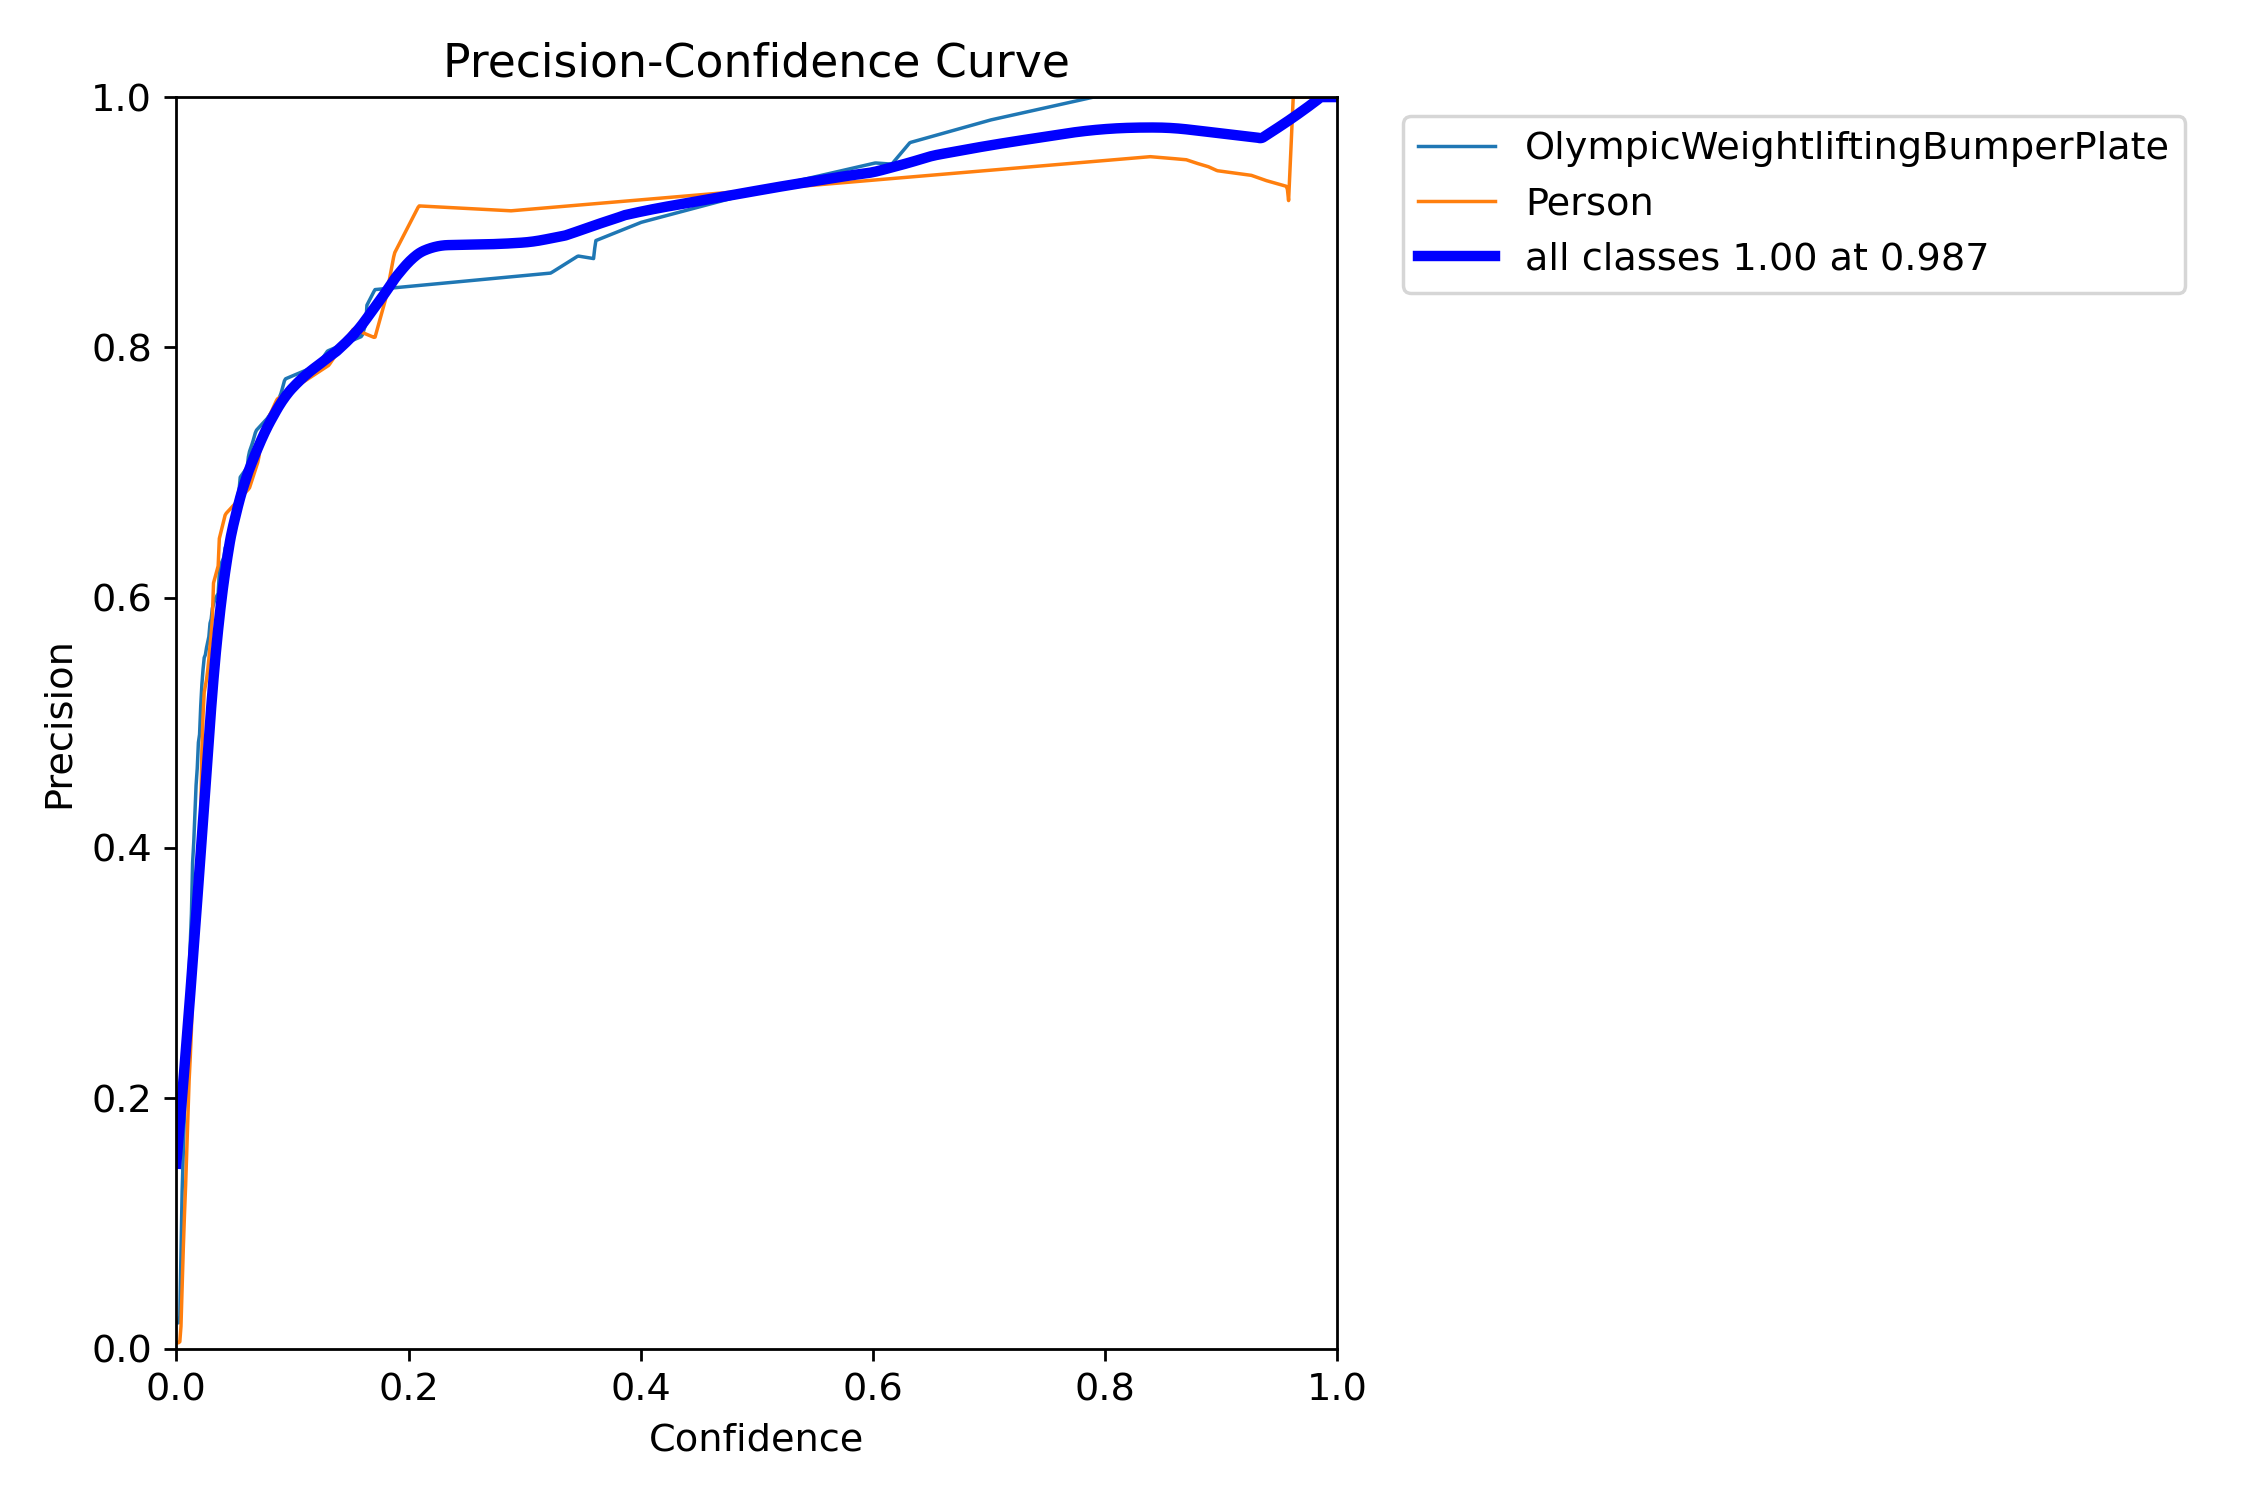 Precision-Confidence Curve
1.0
0.8
0.6
0.4
0.2
0.0
Precision
0.0 0.2 0.4 0.6 0.8 1.0
Confidence
OlympicWeightliftingBumperPlate
Person
all classes 1.00 at 0.987